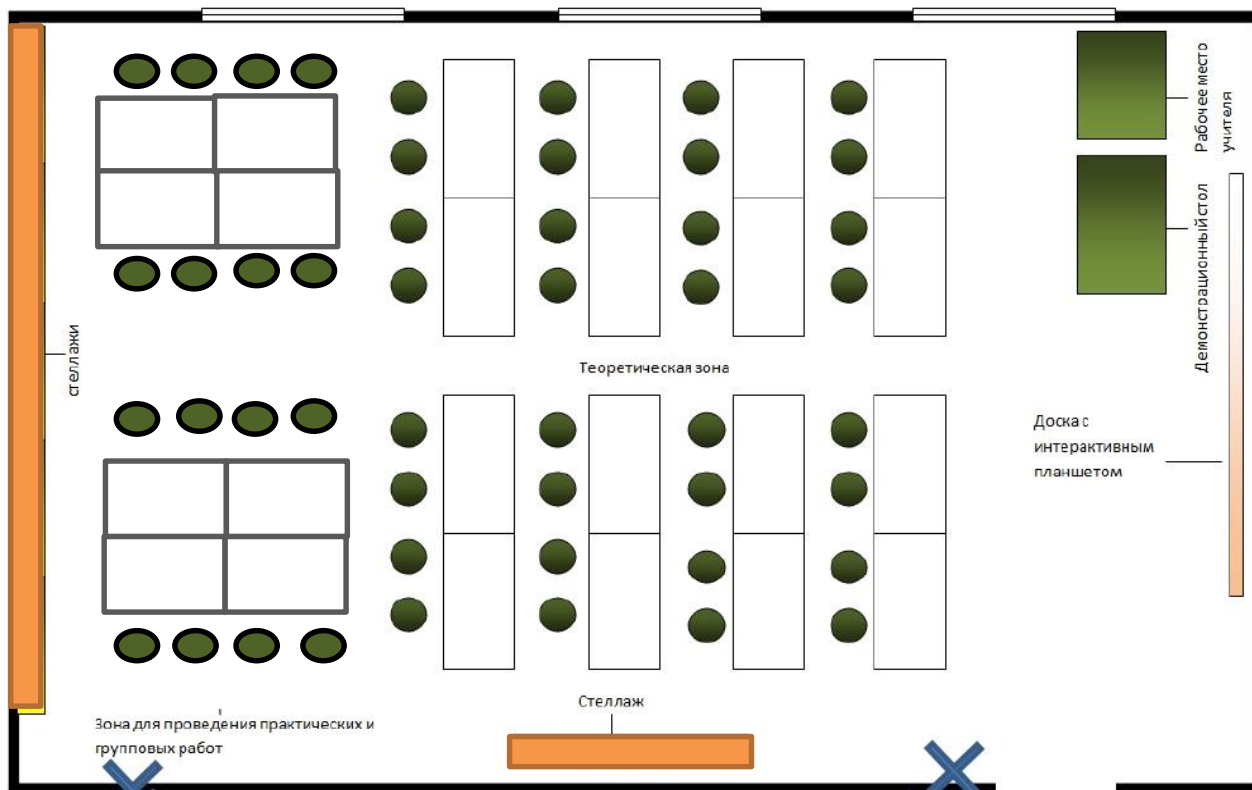 Рабочее место
учителя
Демонстрационный стол
стеллажи
Теоретическая зона
Доска с
интерактивным
планшетом
Стеллаж
Зона для проведения практических и
групповых работ